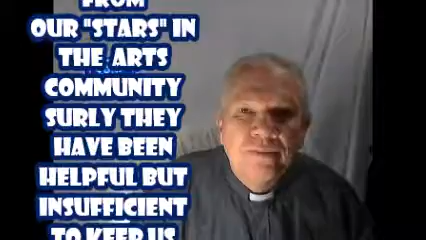 FROM
OUR "STARS" IN
THE ARTS
COMMUNITY
SURLY THEY
HAVE BEEN
HELPFUL BUT
INSUFFICIENT
TO KEEP US